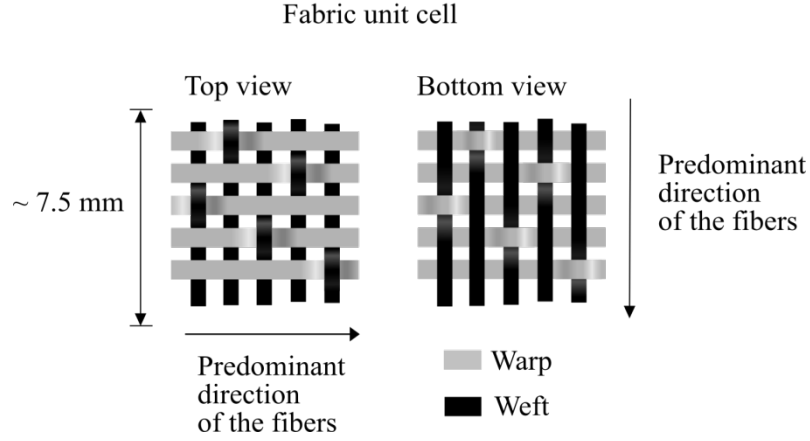 Fabric unit cell
Top view
Bottom view
~ 7.5 mm
Predominant
direction
of the fibers
Predominant
direction
of the fibers
Warp
Weft